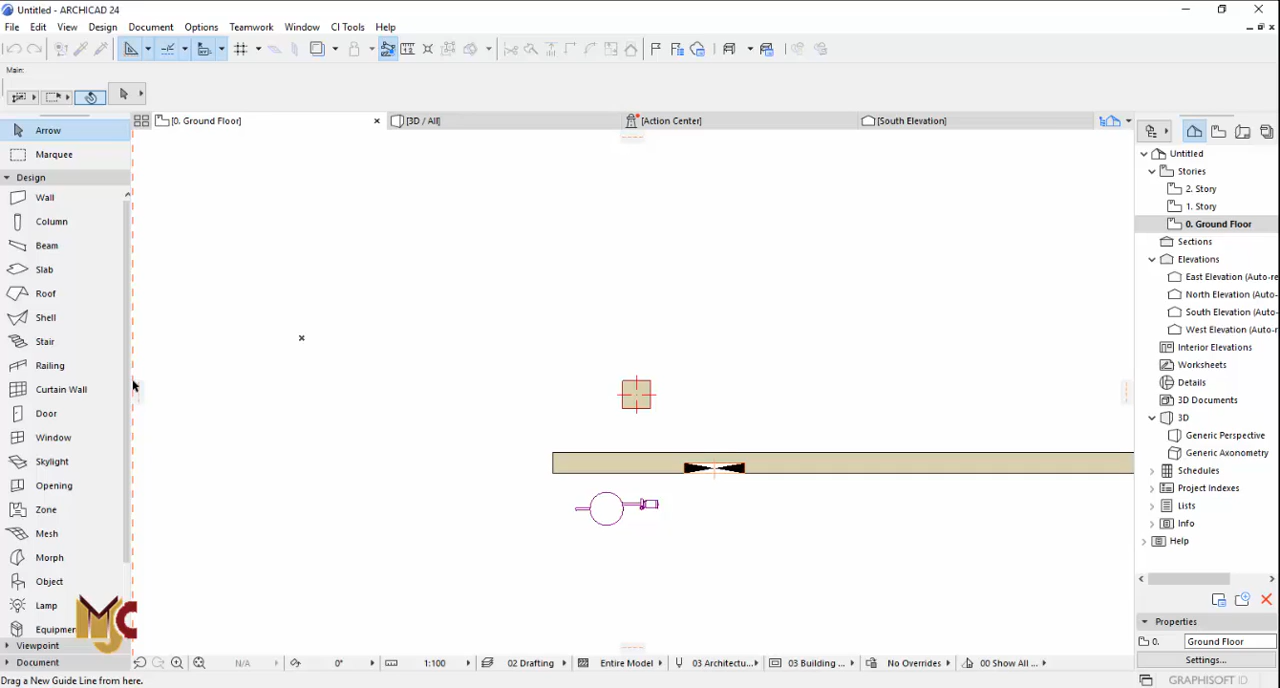 Untitled - ARCHICAD 24
File Edit View Design Document Options Teamwork Window CI Tools Help
Main:
[0. Ground Floor] [3D / All] [Action Center] [South Elevation]
Arrow
Marquee
Design
Wall
Column
Beam
Slab
Roof
Shell
Stair
Railing
Curtain Wall
Door
Window
Skylight
Opening
Zone
Mesh
Morph
Object
Lamp
Equipmen
Viewpoint
Document
MJC
Untitled
Stories
2. Story
1. Story
0. Ground Floor
Sections
Elevations
East Elevation (Auto-re
North Elevation (Auto-
South Elevation (Auto-
West Elevation (Auto-re
Interior Elevations
Worksheets
Details
3D Documents
3D
Generic Perspective
Generic Axonometry
Schedules
Project Indexes
Lists
Info
Help
Properties
0. Ground Floor
Settings...
N/A 0° 1:100 02 Drafting Entire Model 03 Architectu... 03 Building ... No Overrides 00 Show All ...
Drag a New Guide Line from here.
GRAPHISOFT ID